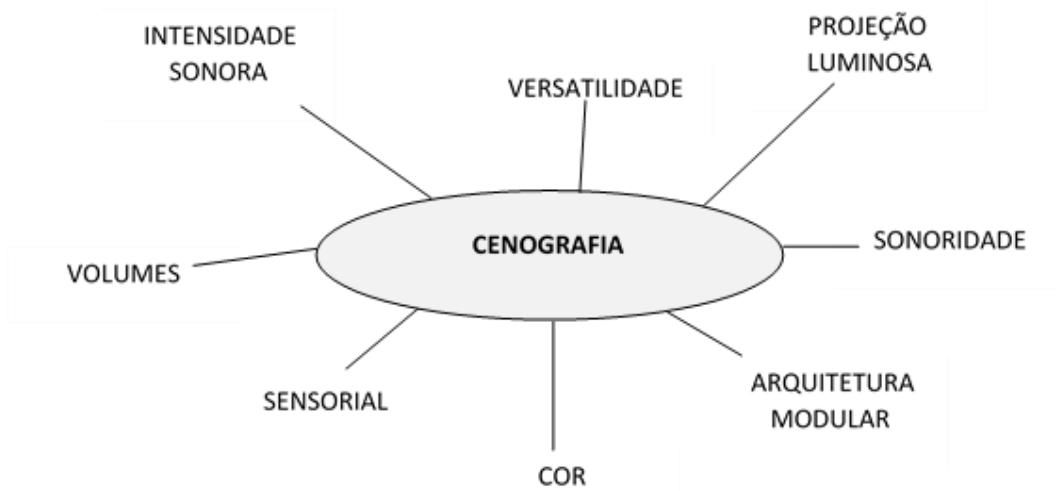 INTENSIDADE
SONORA
VERSATILIDADE
PROJEÇÃO
LUMINOSA
CENOGRAFIA
SONORIDADE
VOLUMES
SENSORIAL
ARQUITETURA
MODULAR
COR